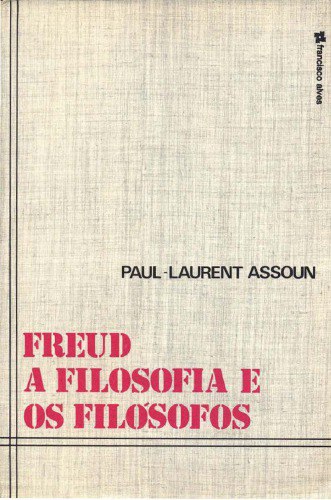 francisco alves
PAUL-LAURENT ASSOUN
FREUD
A FILOSOFIA E
OS FILÓSOFOS